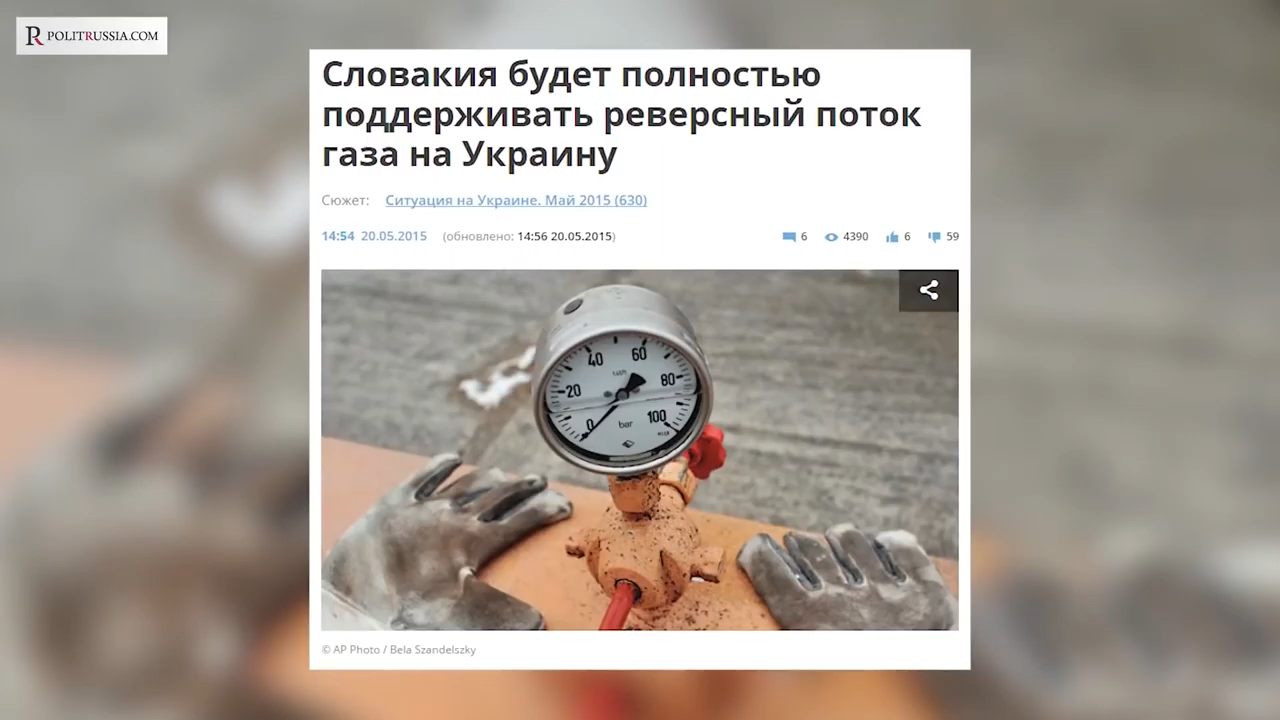 POLITRUSSIA.COM
Словакия будет полностью
поддерживать реверсный поток
газа на Украину
Сюжет: Ситуация на Украине. Май 2015 (630)
14:54 20.05.2015 (обновлено: 14:56 20.05.2015) 6 4390 6 59
40 60
20 80
0 100
bar
© AP Photo / Bela Szandelszky